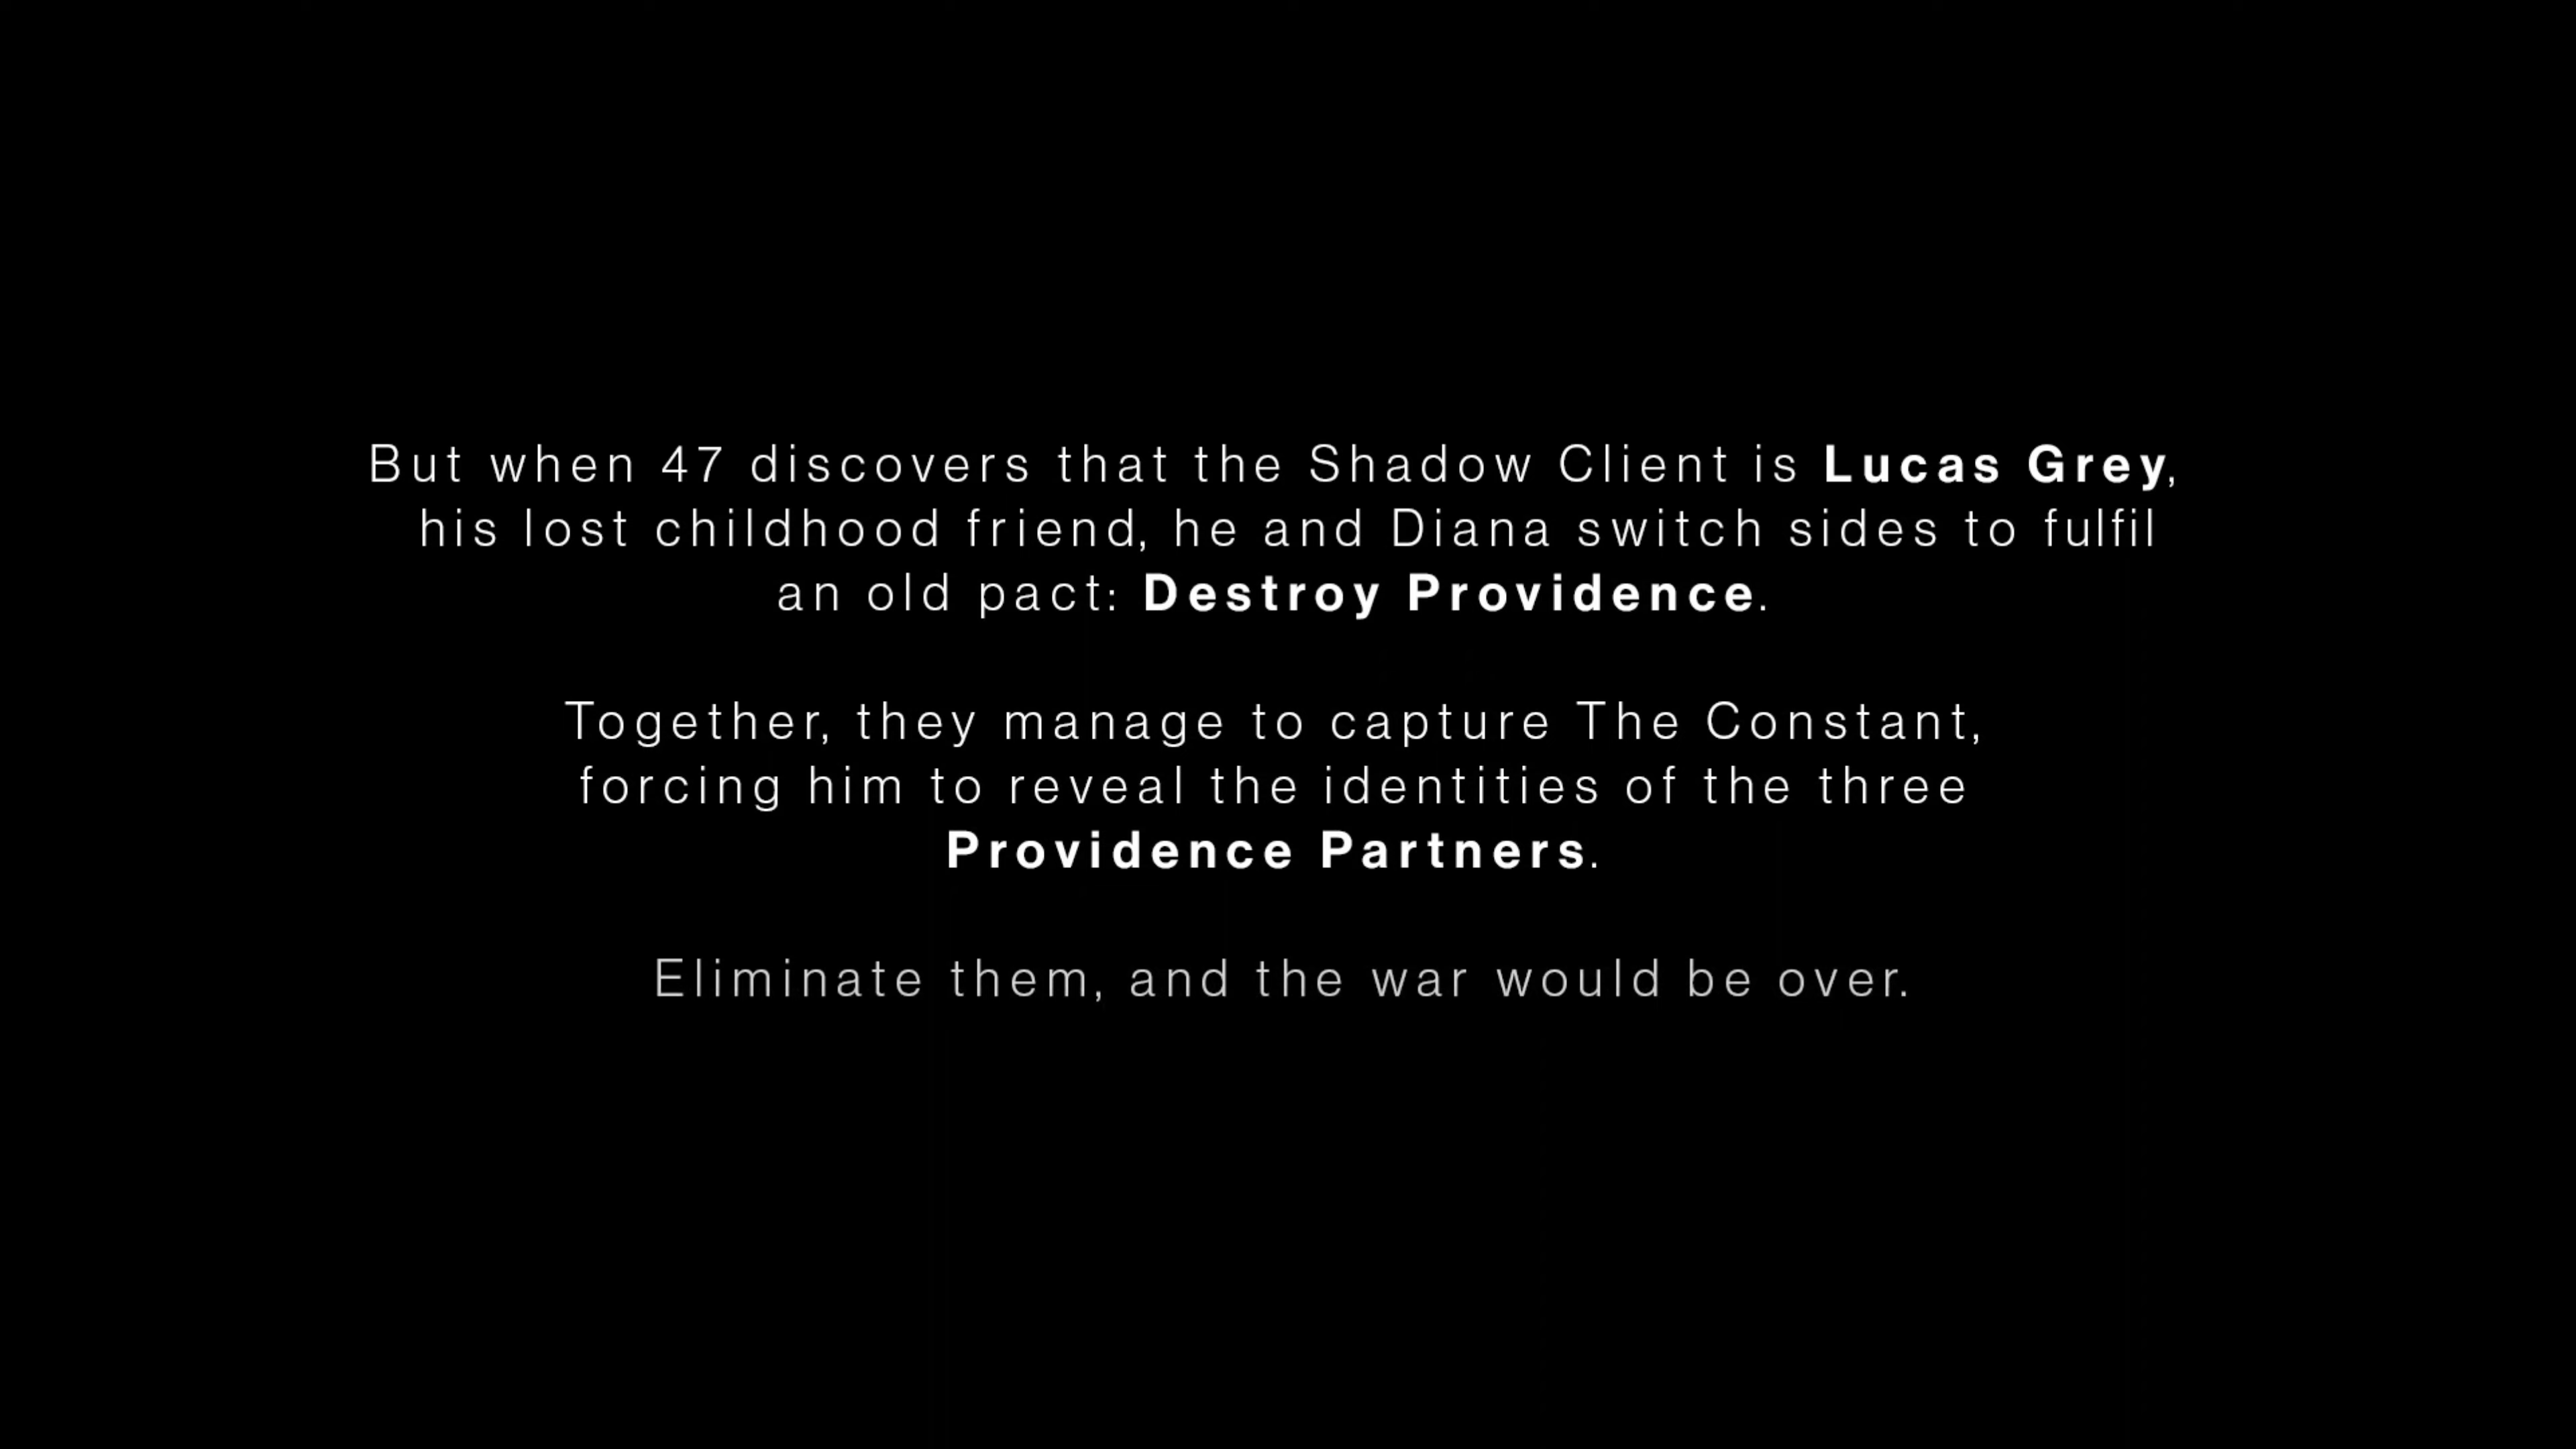 But when 47 discovers that the Shadow Client is Lucas Grey,
his lost childhood friend, he and Diana switch sides to fulfil
an old pact: Destroy Providence.
Together, they manage to capture The Constant,
forcing him to reveal the identities of the three
Providence Partners.
Eliminate them, and the war would be over.